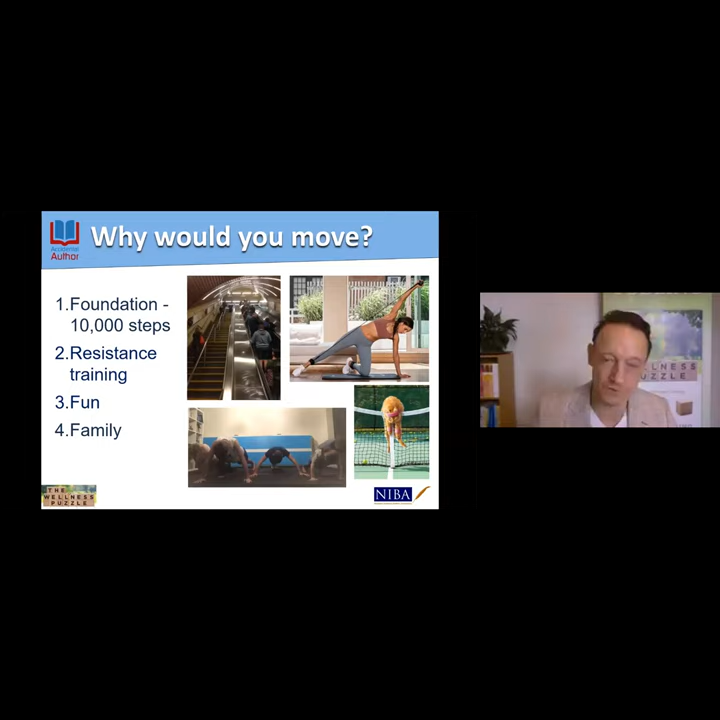 Why would you move?
Accidental
Author
1.Foundation -
10,000 steps
2.Resistance
training
3.Fun
4.Family
THE
WELLNESS
PUZZLE
NIBA
LLNESS
PUZZLE